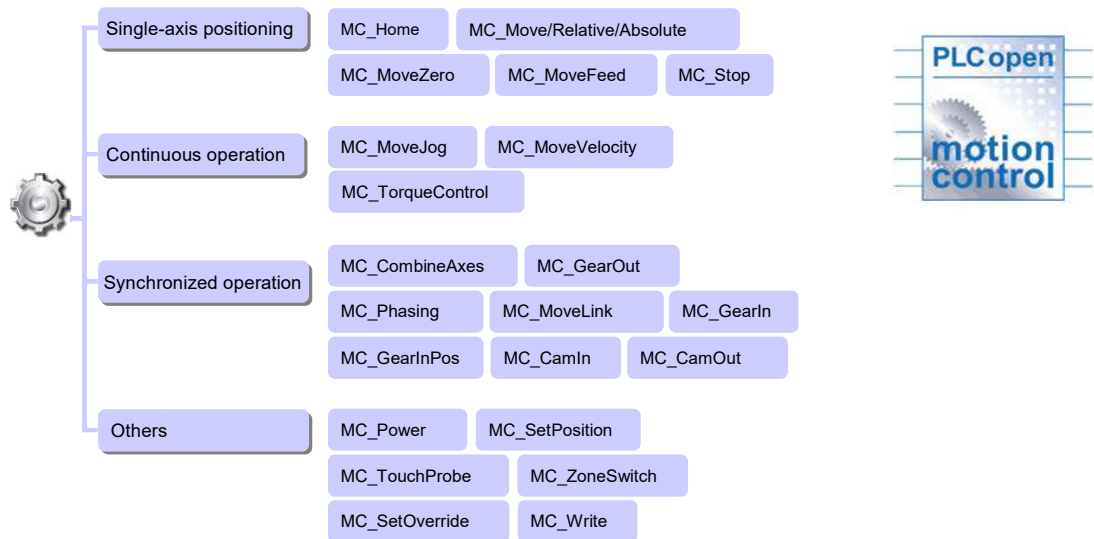 Single-axis positioning
MC_Home MC_Move/Relative/Absolute
MC_MoveZero MC_MoveFeed MC_Stop
Continuous operation
MC_MoveJog MC_MoveVelocity
MC_TorqueControl
Synchronized operation
MC_CombineAxes MC_GearOut
MC_Phasing MC_MoveLink MC_GearIn
MC_GearInPos MC_CamIn MC_CamOut
Others
MC_Power MC_SetPosition
MC_TouchProbe MC_ZoneSwitch
MC_SetOverride MC_Write
PLCopen
motion
control